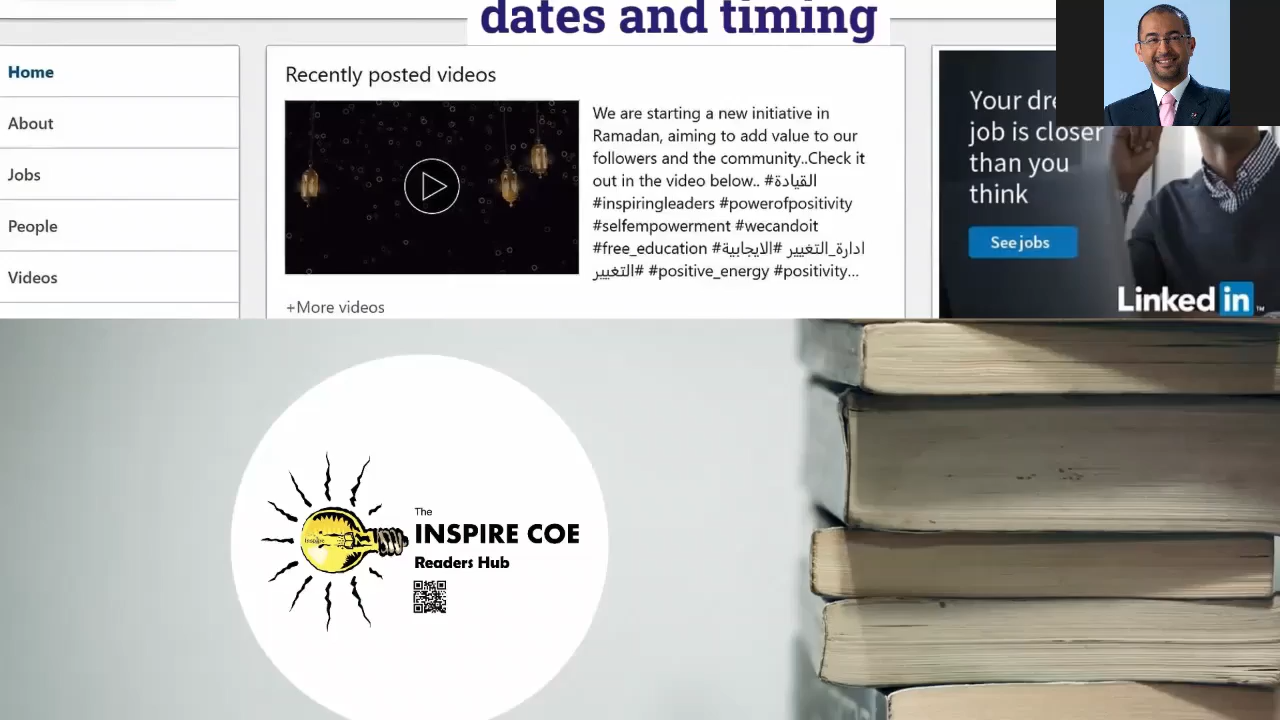 dates and timing
Home
About
Jobs
People
Videos
Recently posted videos
We are starting a new initiative in
Ramadan, aiming to add value to our
followers and the community..Check it
out in the video below.. #القيادة
#inspiringleaders #powerofpositivity
#selfempowerment #wecandoit
#free_education #الايجابية# ادارة_التغيير
#التغيير #positive_energy #positivity...
+More videos
Your dre
job is closer
than you
think
See jobs
Linked in
The
INSPIRE COE
Readers Hub
Inspire